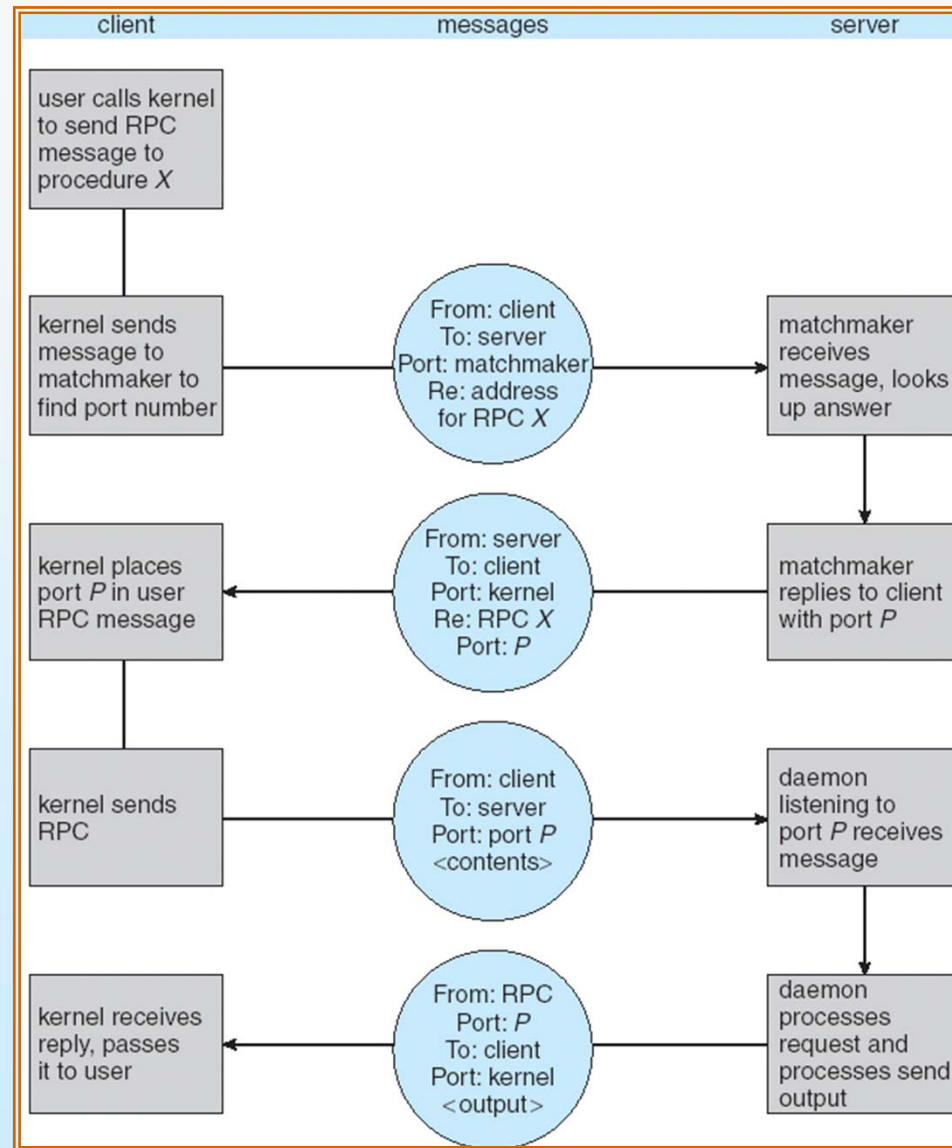 client messages server
user calls kernel
to send RPC
message to
procedure X
kernel sends
message to
matchmaker to
find port number
From: client
To: server
Port: matchmaker
Re: address
for RPC X
matchmaker
receives
message, looks
up answer
kernel places
port P in user
RPC message
From: server
To: client
Port: kernel
Re: RPC X
Port: P
matchmaker
replies to client
with port P
kernel sends
RPC
From: client
To: server
Port: port P
<contents>
daemon
listening to
port P receives
message
kernel receives
reply, passes
it to user
From: RPC
Port: P
To: client
Port: kernel
<output>
daemon
processes
request and
processes send
output